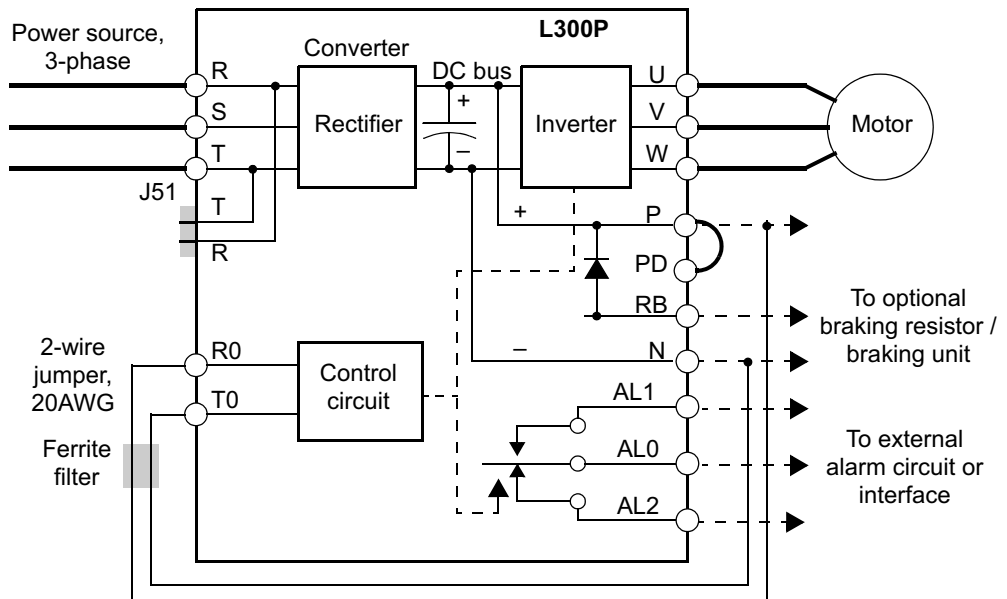 Power source,
3-phase
L300P
Converter
R
DC bus
U
+
S
Rectifier
Inverter
V
Motor
–
T
W
J51
T
+
P
R
PD
RB
To optional
braking resistor /
braking unit
2-wire
jumper,
20AWG
R0
–
N
Control
circuit
T0
AL1
Ferrite
filter
AL0
To external
alarm circuit or
interface
AL2